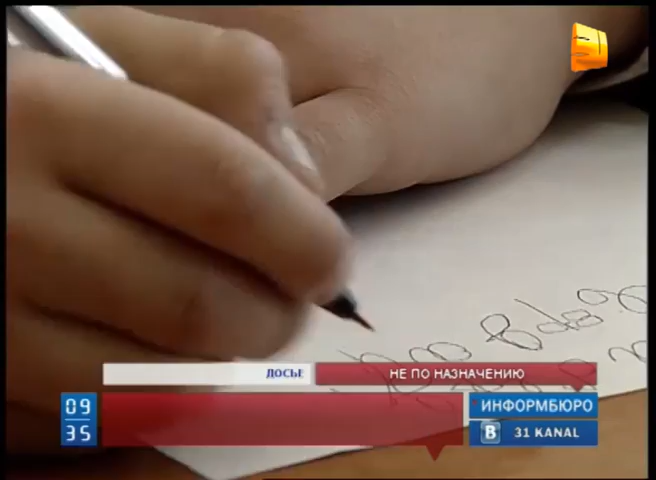 ДОСЬЕ
НЕ ПО НАЗНАЧЕНИЮ
09
35
ИНФОРМБЮРО
B 31 KANAL